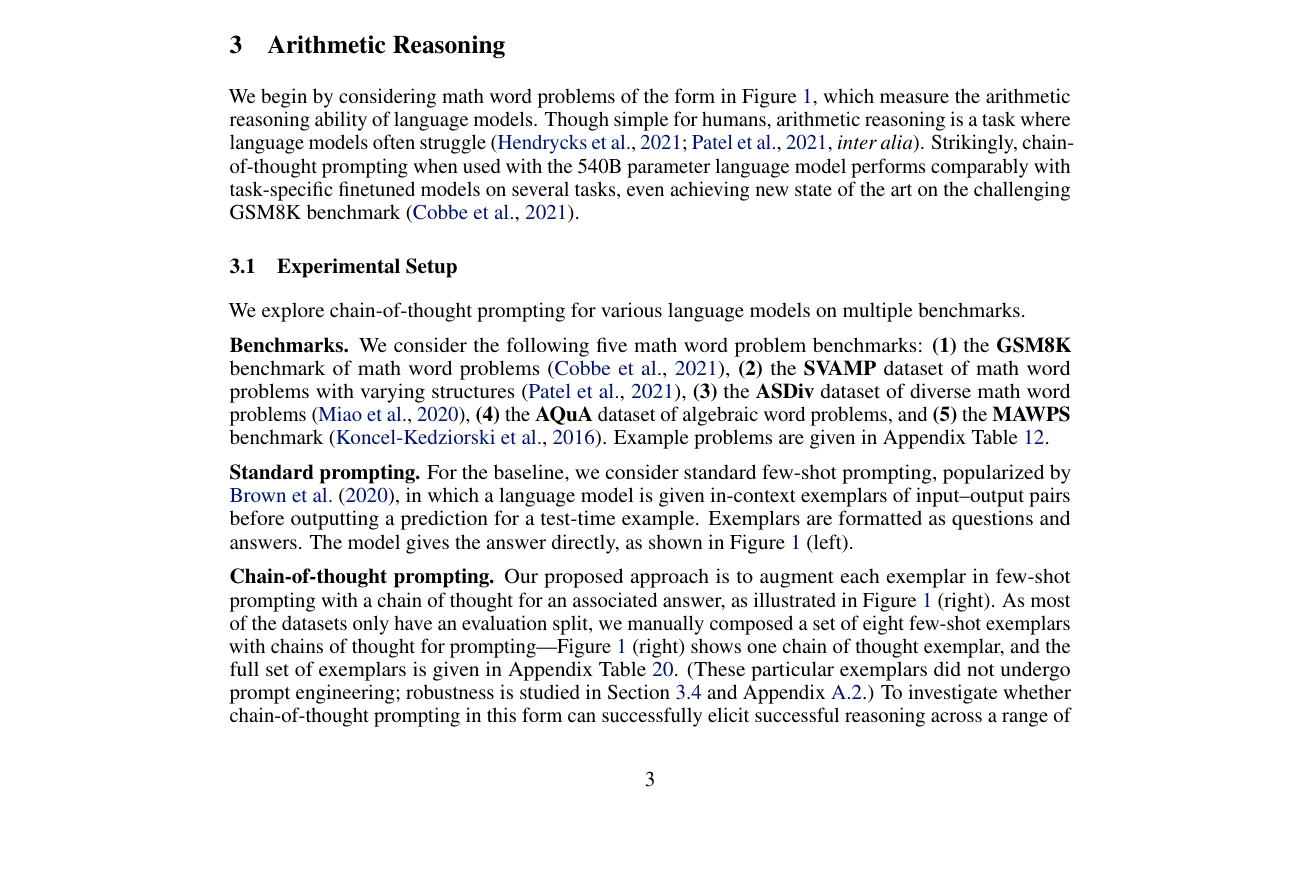 3 Arithmetic Reasoning
We begin by considering math word problems of the form in Figure 1, which measure the arithmetic
reasoning ability of language models. Though simple for humans, arithmetic reasoning is a task where
language models often struggle (Hendrycks et al., 2021; Patel et al., 2021, inter alia). Strikingly, chain-
of-thought prompting when used with the 540B parameter language model performs comparably with
task-specific finetuned models on several tasks, even achieving new state of the art on the challenging
GSM8K benchmark (Cobbe et al., 2021).
3.1 Experimental Setup
We explore chain-of-thought prompting for various language models on multiple benchmarks.
Benchmarks. We consider the following five math word problem benchmarks: (1) the GSM8K
benchmark of math word problems (Cobbe et al., 2021), (2) the SVAMP dataset of math word
problems with varying structures (Patel et al., 2021), (3) the ASDiv dataset of diverse math word
problems (Miao et al., 2020), (4) the AQuA dataset of algebraic word problems, and (5) the MAWPS
benchmark (Koncel-Kedziorski et al., 2016). Example problems are given in Appendix Table 12.
Standard prompting. For the baseline, we consider standard few-shot prompting, popularized by
Brown et al. (2020), in which a language model is given in-context exemplars of input–output pairs
before outputting a prediction for a test-time example. Exemplars are formatted as questions and
answers. The model gives the answer directly, as shown in Figure 1 (left).
Chain-of-thought prompting. Our proposed approach is to augment each exemplar in few-shot
prompting with a chain of thought for an associated answer, as illustrated in Figure 1 (right). As most
of the datasets only have an evaluation split, we manually composed a set of eight few-shot exemplars
with chains of thought for prompting—Figure 1 (right) shows one chain of thought exemplar, and the
full set of exemplars is given in Appendix Table 20. (These particular exemplars did not undergo
prompt engineering; robustness is studied in Section 3.4 and Appendix A.2.) To investigate whether
chain-of-thought prompting in this form can successfully elicit successful reasoning across a range of
3